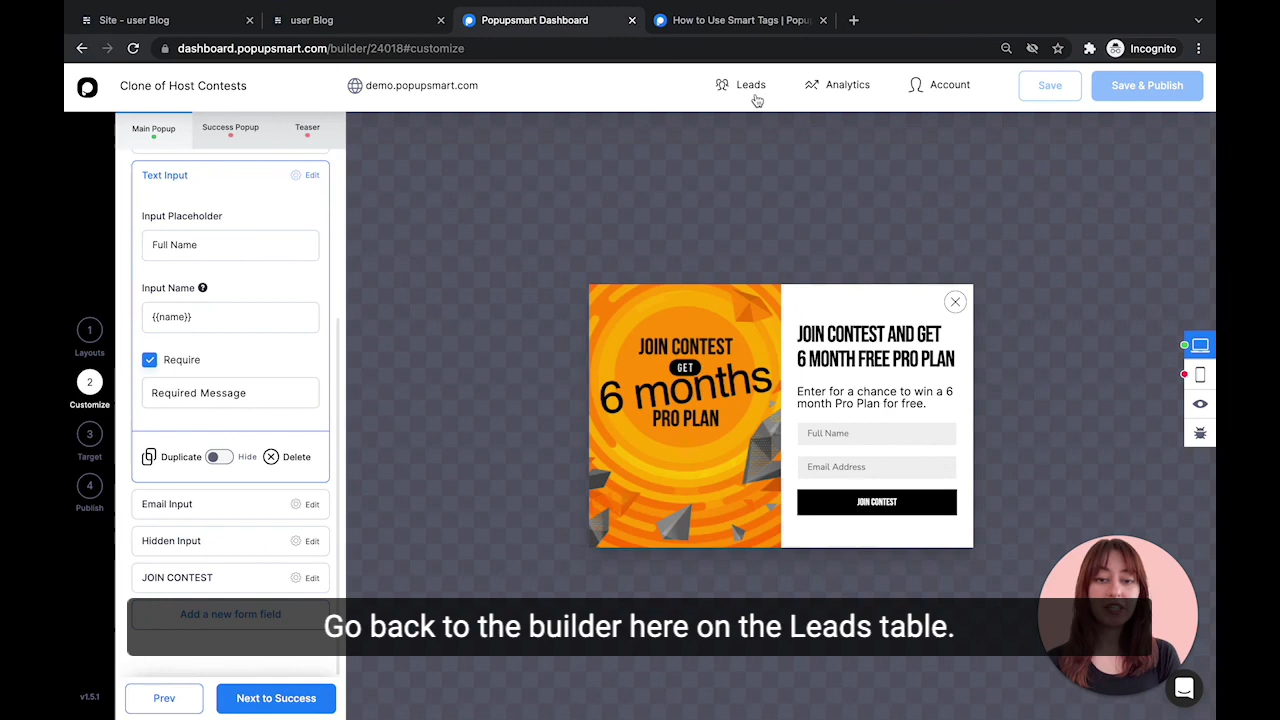 Site - user Blog
user Blog
Popupsmart Dashboard
How to Use Smart Tags | Popu
dashboard.popupsmart.com/builder/24018#customize
Incognito
Clone of Host Contests
demo.popupsmart.com
Leads
Analytics
Account
Save
Save & Publish
Main Popup
Success Popup
Teaser
1
Layouts
2
Customize
3
Target
4
Publish
v1.5.1
Text Input
Edit
Input Placeholder
Full Name
Input Name ?
{{name}}
Require
Required Message
Duplicate
Hide
Delete
Email Input
Edit
Hidden Input
Edit
JOIN CONTEST
Edit
Add a new form field
Prev
Next to Success
JOIN CONTEST
GET
6 months
PRO PLAN
JOIN CONTEST AND GET
6 MONTH FREE PRO PLAN
Enter for a chance to win a 6
month Pro Plan for free.
Full Name
Email Address
JOIN CONTEST
Go back to the builder here on the Leads table.